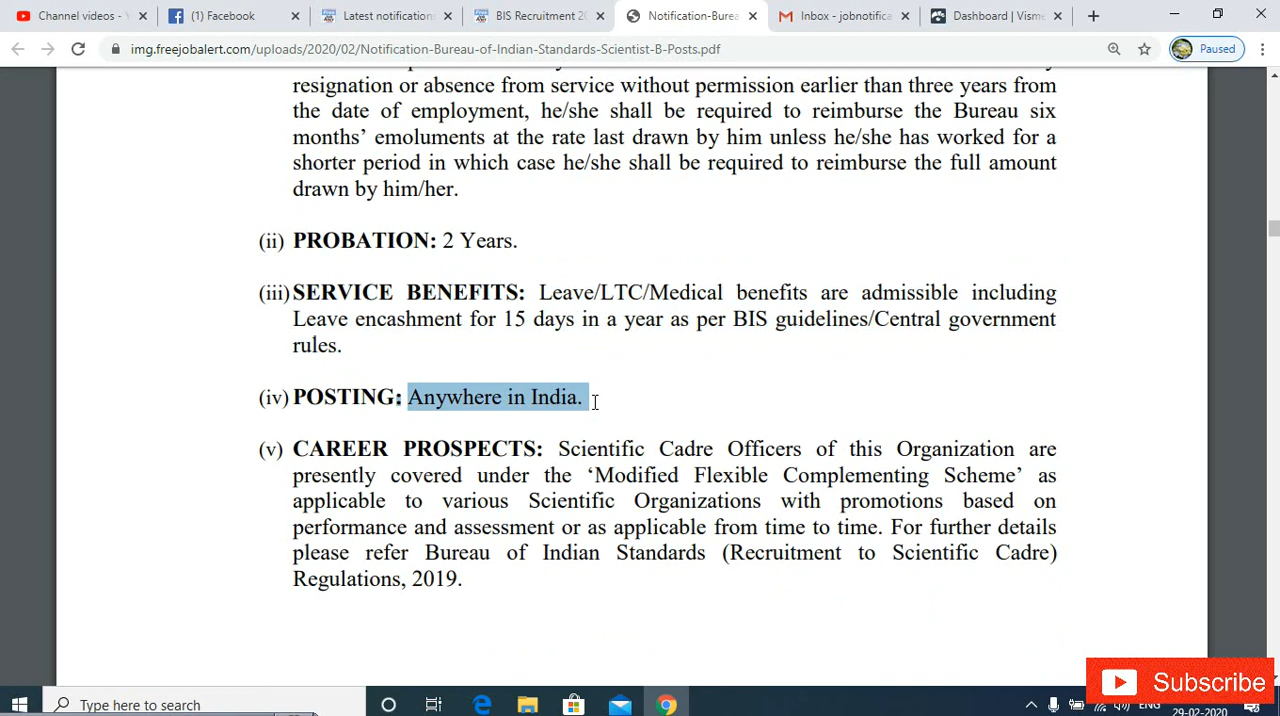 Channel videos -
(1) Facebook
Latest notifications
BIS Recruitment 20
Notification-Burea
Inbox - jobnotifica
Dashboard | Visme
img.freejobalert.com/uploads/2020/02/Notification-Bureau-Of-Indian-Standards-Scientist-B-Posts.pdf
Paused
resignation or absence from service without permission earlier than three years from
the date of employment, he/she shall be required to reimburse the Bureau six
months’ emoluments at the rate last drawn by him unless he/she has worked for a
shorter period in which case he/she shall be required to reimburse the full amount
drawn by him/her.
(ii) PROBATION: 2 Years.
(iii) SERVICE BENEFITS: Leave/LTC/Medical benefits are admissible including
Leave encashment for 15 days in a year as per BIS guidelines/Central government
rules.
(iv) POSTING: Anywhere in India.
(v) CAREER PROSPECTS: Scientific Cadre Officers of this Organization are
presently covered under the ‘Modified Flexible Complementing Scheme’ as
applicable to various Scientific Organizations with promotions based on
performance and assessment or as applicable from time to time. For further details
please refer Bureau of Indian Standards (Recruitment to Scientific Cadre)
Regulations, 2019.
Subscribe
Type here to search
ENG
29-02-2020